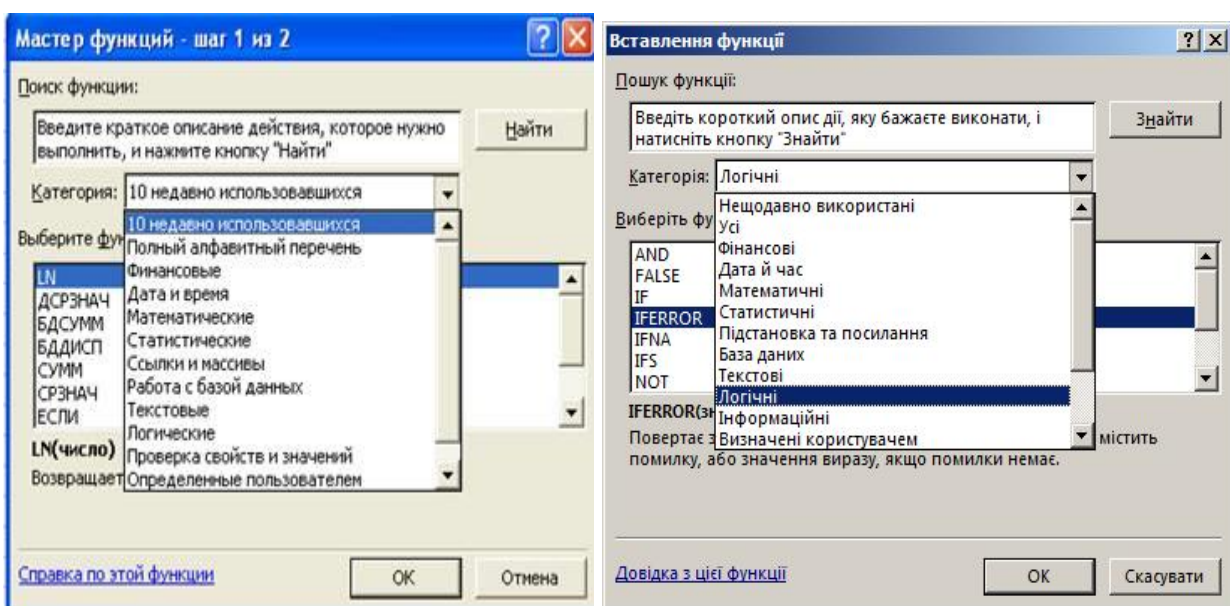 Мастер функций - шаг 1 из 2
Поиск функции:
Введите краткое описание действия, которое нужно
выполнить, и нажмите кнопку "Найти"
Найти
Категория: 10 недавно использовавшихся
10 недавно использовавшихся
Полный алфавитный перечень
Финансовые
Дата и время
Математические
Статистические
Ссылки и массивы
Работа с базой данных
Текстовые
Логические
Проверка свойств и значений
Определенные пользователем
Выберите фун
LN
ДСРЗНАЧ
БДСУММ
БДДИСП
СУММ
СРЗНАЧ
ЕСЛИ
LN(число)
Возвращает
Справка по этой функции
ОК
Отмена
Вставлення функції
Пошук функції:
Введіть короткий опис дії, яку бажаєте виконати, і
натисніть кнопку "Знайти"
Знайти
Категорія: Логічні
Нещодавно використані
Усі
Фінансові
Дата й час
Математичні
Статистичні
Підстановка та посилання
База даних
Текстові
Логічні
Інформаційні
Визначені користувачем
Виберіть фу
AND
FALSE
IF
IFERROR
IFNA
IFS
NOT
IFERROR(зн
Повертає з містить
помилку, або значення виразу, якщо помилки немає.
Довідка з цієї функції
ОК
Скасувати